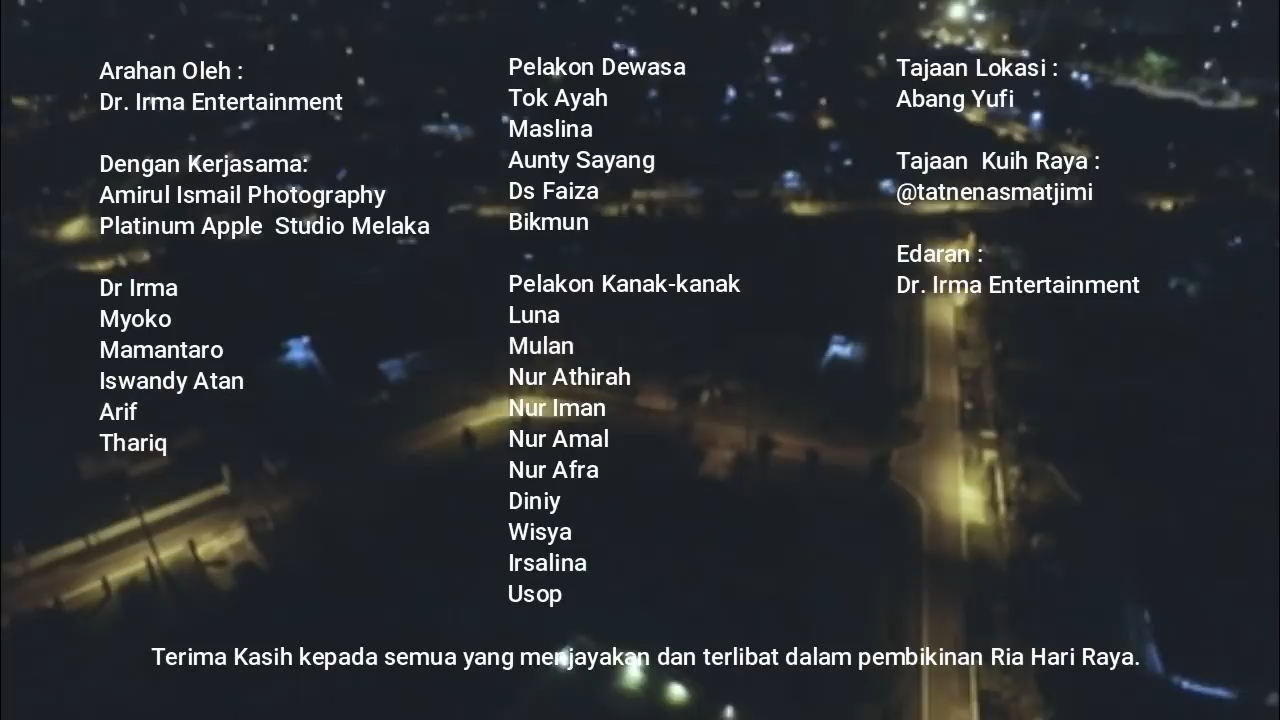 Arahan Oleh :
Dr. Irma Entertainment
Dengan Kerjasama:
Amirul Ismail Photography
Platinum Apple  Studio Melaka
Dr Irma
Myoko
Mamantaro
Iswandy Atan
Arif
Thariq
Pelakon Dewasa
Tok Ayah
Maslina
Aunty Sayang
Ds Faiza
Bikmun
Pelakon Kanak-kanak
Luna
Mulan
Nur Athirah
Nur Iman
Nur Amal
Nur Afra
Diniy
Wisya
Irsalina
Usop
Tajaan Lokasi :
Abang Yufi
Tajaan  Kuih Raya :
@tatnenasmatjimi
Edaran :
Dr. Irma Entertainment
Terima Kasih kepada semua yang menjayakan dan terlibat dalam pembikinan Ria Hari Raya.